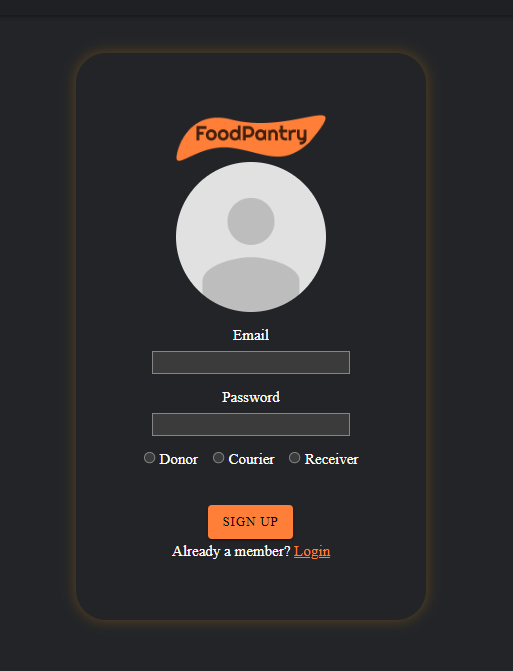 FoodPantry
Email
Password
Donor Courier Receiver
SIGN UP
Already a member? Login